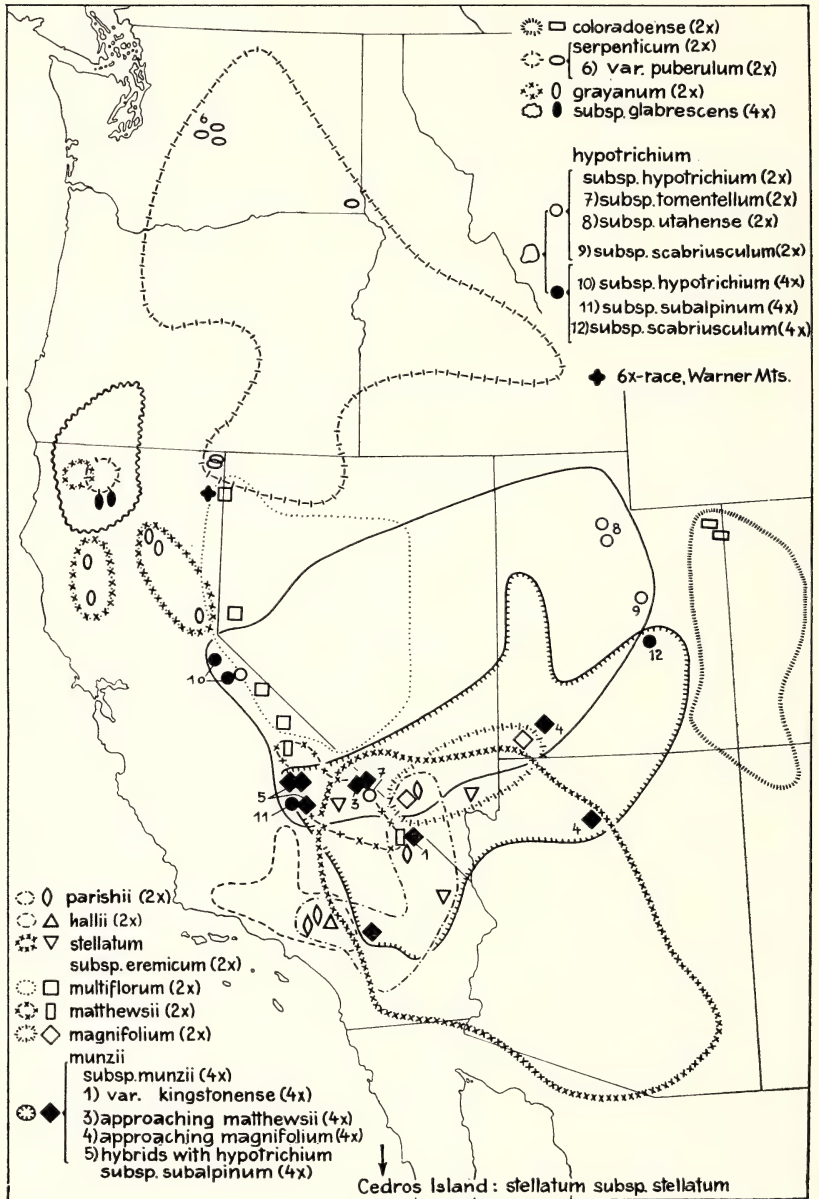 coloradoense (2x)
serpenticum (2x)
6) var. puberulum (2x)
grayanum (2x)
subsp. glabrescens (4x)
hypotrichium
subsp. hypotrichium (2x)
7) subsp. tomentellum (2x)
8) subsp. utahense (2x)
9) subsp. scabriusculum (2x)
10) subsp. hypotrichium (4x)
11) subsp. subalpinum (4x)
12) subsp. scabriusculum (4x)
6x-race, Warner Mts.
6
8
9
12
10
4
5
7
3
11
4
1
parishii (2x)
hallii (2x)
stellatum
subsp. eremicum (2x)
multiflorum (2x)
matthewsii (2x)
magnifolium (2x)
munzii
subsp. munzii (4x)
1) var. kingstonense (4x)
3) approaching matthewsii (4x)
4) approaching magnifolium (4x)
5) hybrids with hypotrichium
subsp. subalpinum (4x)
Cedros Island : stellatum subsp. stellatum